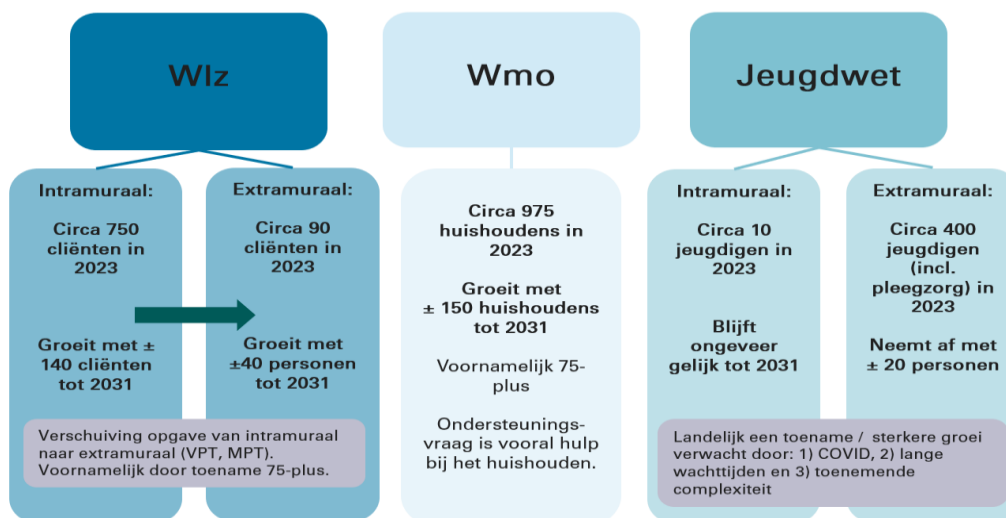 Wlz
Wmo
Jeugdwet
Intramuraal:
Circa 750
cliënten in
2023
Groeit met ±
140 cliënten
tot 2031
Extramuraal:
Circa 90
cliënten in
2023
Groeit met
±40 personen
tot 2031
Verschuiving opgave van intramuraal
naar extramuraal (VPT, MPT).
Voornamelijk door toename 75-plus.
Circa 975
huishoudens in
2023
Groeit met
± 150 huishoudens
tot 2031
Voornamelijk 75-
plus
Ondersteunings-
vraag is vooral hulp
bij het huishouden.
Intramuraal:
Circa 10
jeugdigen in
2023
Blijft
ongeveer
gelijk tot 2031
Extramuraal:
Circa 400
jeugdigen
(incl.
pleegzorg) in
2023
Neemt af met
± 20 personen
Landelijk een toename / sterkere groei
verwacht door: 1) COVID, 2) lange
wachttijden en 3) toenemende
complexiteit